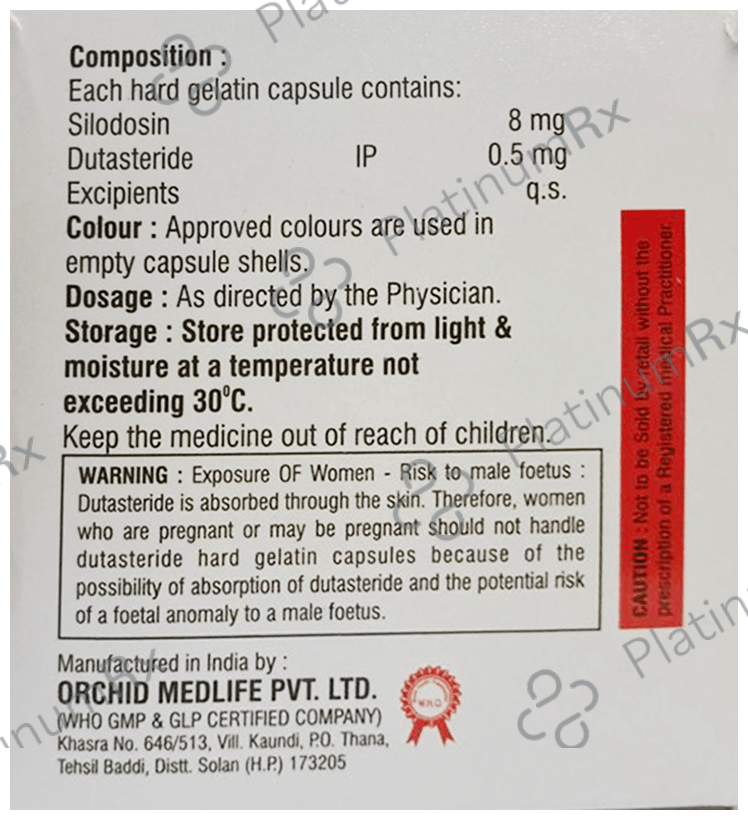 Composition :
Each hard gelatin capsule contains:
Silodosin 8 mg
Dutasteride IP 0.5 mg
Excipients q.s.
Colour : Approved colours are used in
empty capsule shells.
Dosage : As directed by the Physician.
Storage : Store protected from light &
moisture at a temperature not
exceeding 30⁰C.
Keep the medicine out of reach of children.
WARNING : Exposure OF Women - Risk to male foetus :
Dutasteride is absorbed through the skin. Therefore, women
who are pregnant or may be pregnant should not handle
dutasteride hard gelatin capsules because of the
possibility of absorption of dutasteride and the potential risk
of a foetal anomaly to a male foetus.
Manufactured in India by :
ORCHID MEDLIFE PVT. LTD.
(WHO GMP & GLP CERTIFIED COMPANY)
Khasra No. 646/513, Vill. Kaundi, P.O. Thana,
Tehsil Baddi, Distt. Solan (H.P.) 173205
W.H.O.
CAUTION : Not to be Sold by retail without the
prescription of a Registered Medical Practitioner.
PlatinumRx
PlatinumRx